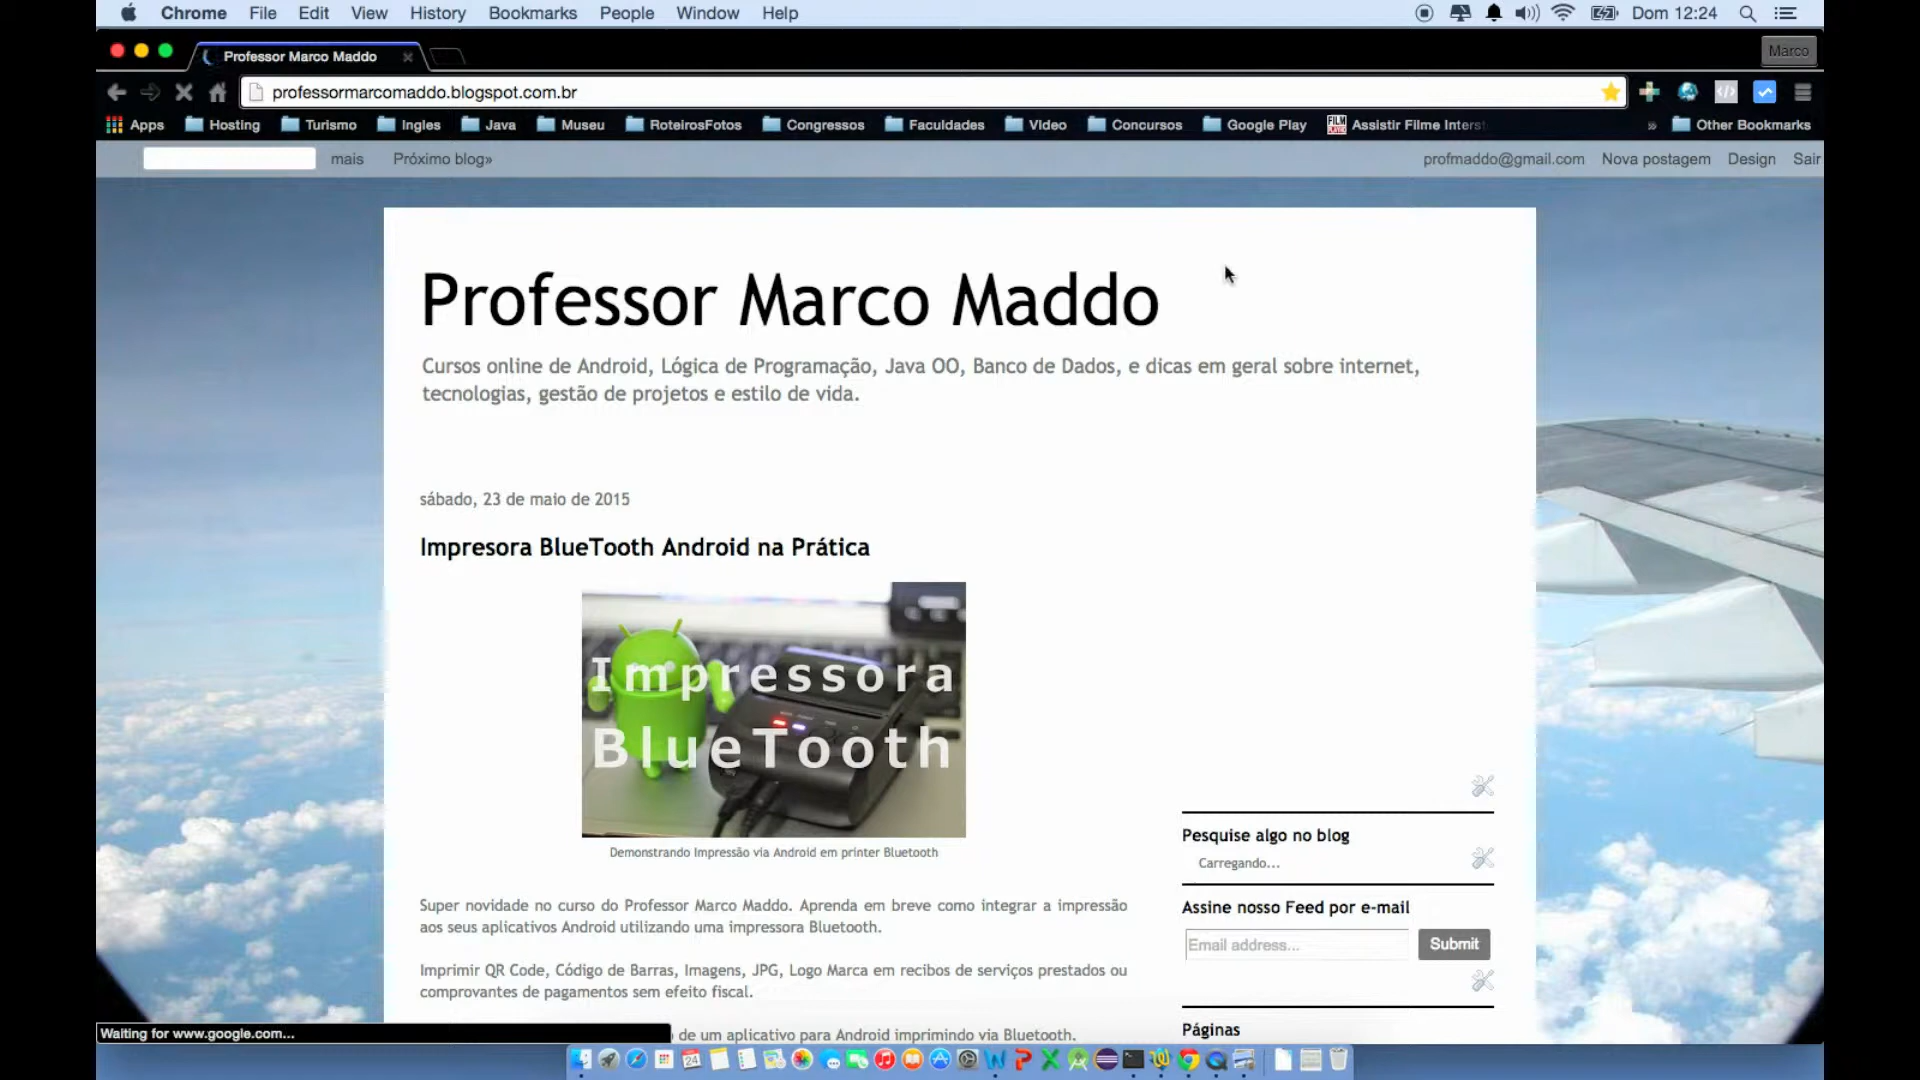 Chrome File Edit View History Bookmarks People Window Help Dom 12:24
Professor Marco Maddo
Marco
professormarcomaddo.blogspot.com.br
Apps Hosting Turismo Ingles Java Museu RoteirosFotos Congressos Faculdades Video Concursos Google Play Assistir Filme Inters » Other Bookmarks
mais Próximo blog» profmaddo@gmail.com Nova postagem Design Sair
Professor Marco Maddo
Cursos online de Android, Lógica de Programação, Java OO, Banco de Dados, e dicas em geral sobre internet,
tecnologias, gestão de projetos e estilo de vida.
sábado, 23 de maio de 2015
Impresora BlueTooth Android na Prática
Impressora
BlueTooth
Demonstrando Impressão via Android em printer Bluetooth
Super novidade no curso do Professor Marco Maddo. Aprenda em breve como integrar a impressão
aos seus aplicativos Android utilizando uma impressora Bluetooth.
Imprimir QR Code, Código de Barras, Imagens, JPG, Logo Marca em recibos de serviços prestados ou
comprovantes de pagamentos sem efeito fiscal.
de um aplicativo para Android imprimindo via Bluetooth.
Pesquise algo no blog
Carregando...
Assine nosso Feed por e-mail
Email address... Submit
Páginas
Waiting for www.google.com...